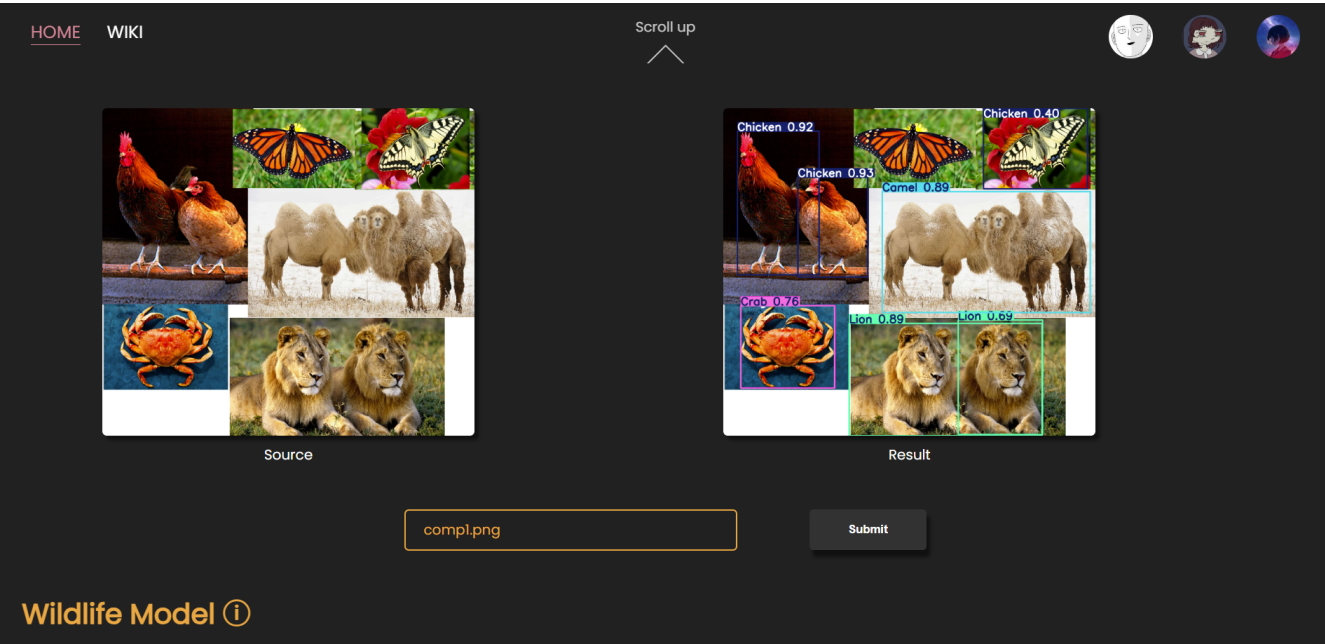 HOME WIKI Scroll up
Chicken 0.40
Chicken 0.92
Chicken 0.93
Camel 0.89
Crab 0.76
Lion 0.89 Lion 0.69
Source Result
comp1.png Submit
Wildlife Model i